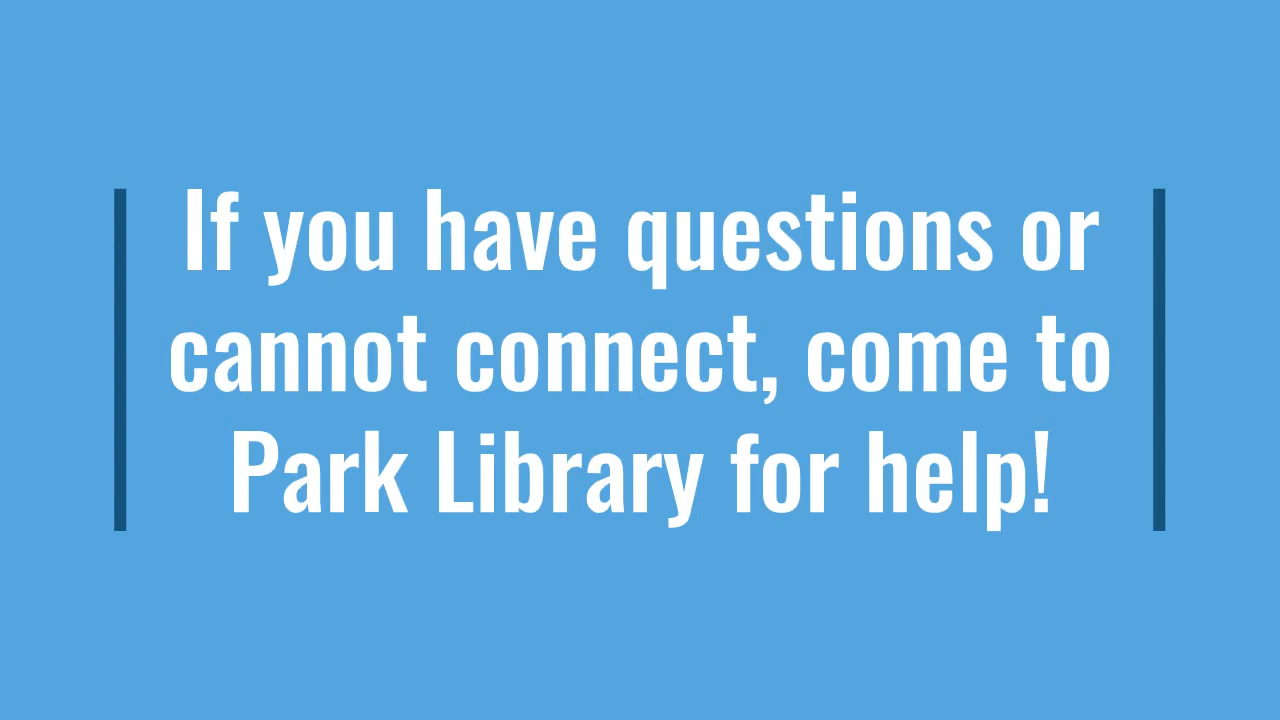 If you have questions or
cannot connect, come to
Park Library for help!